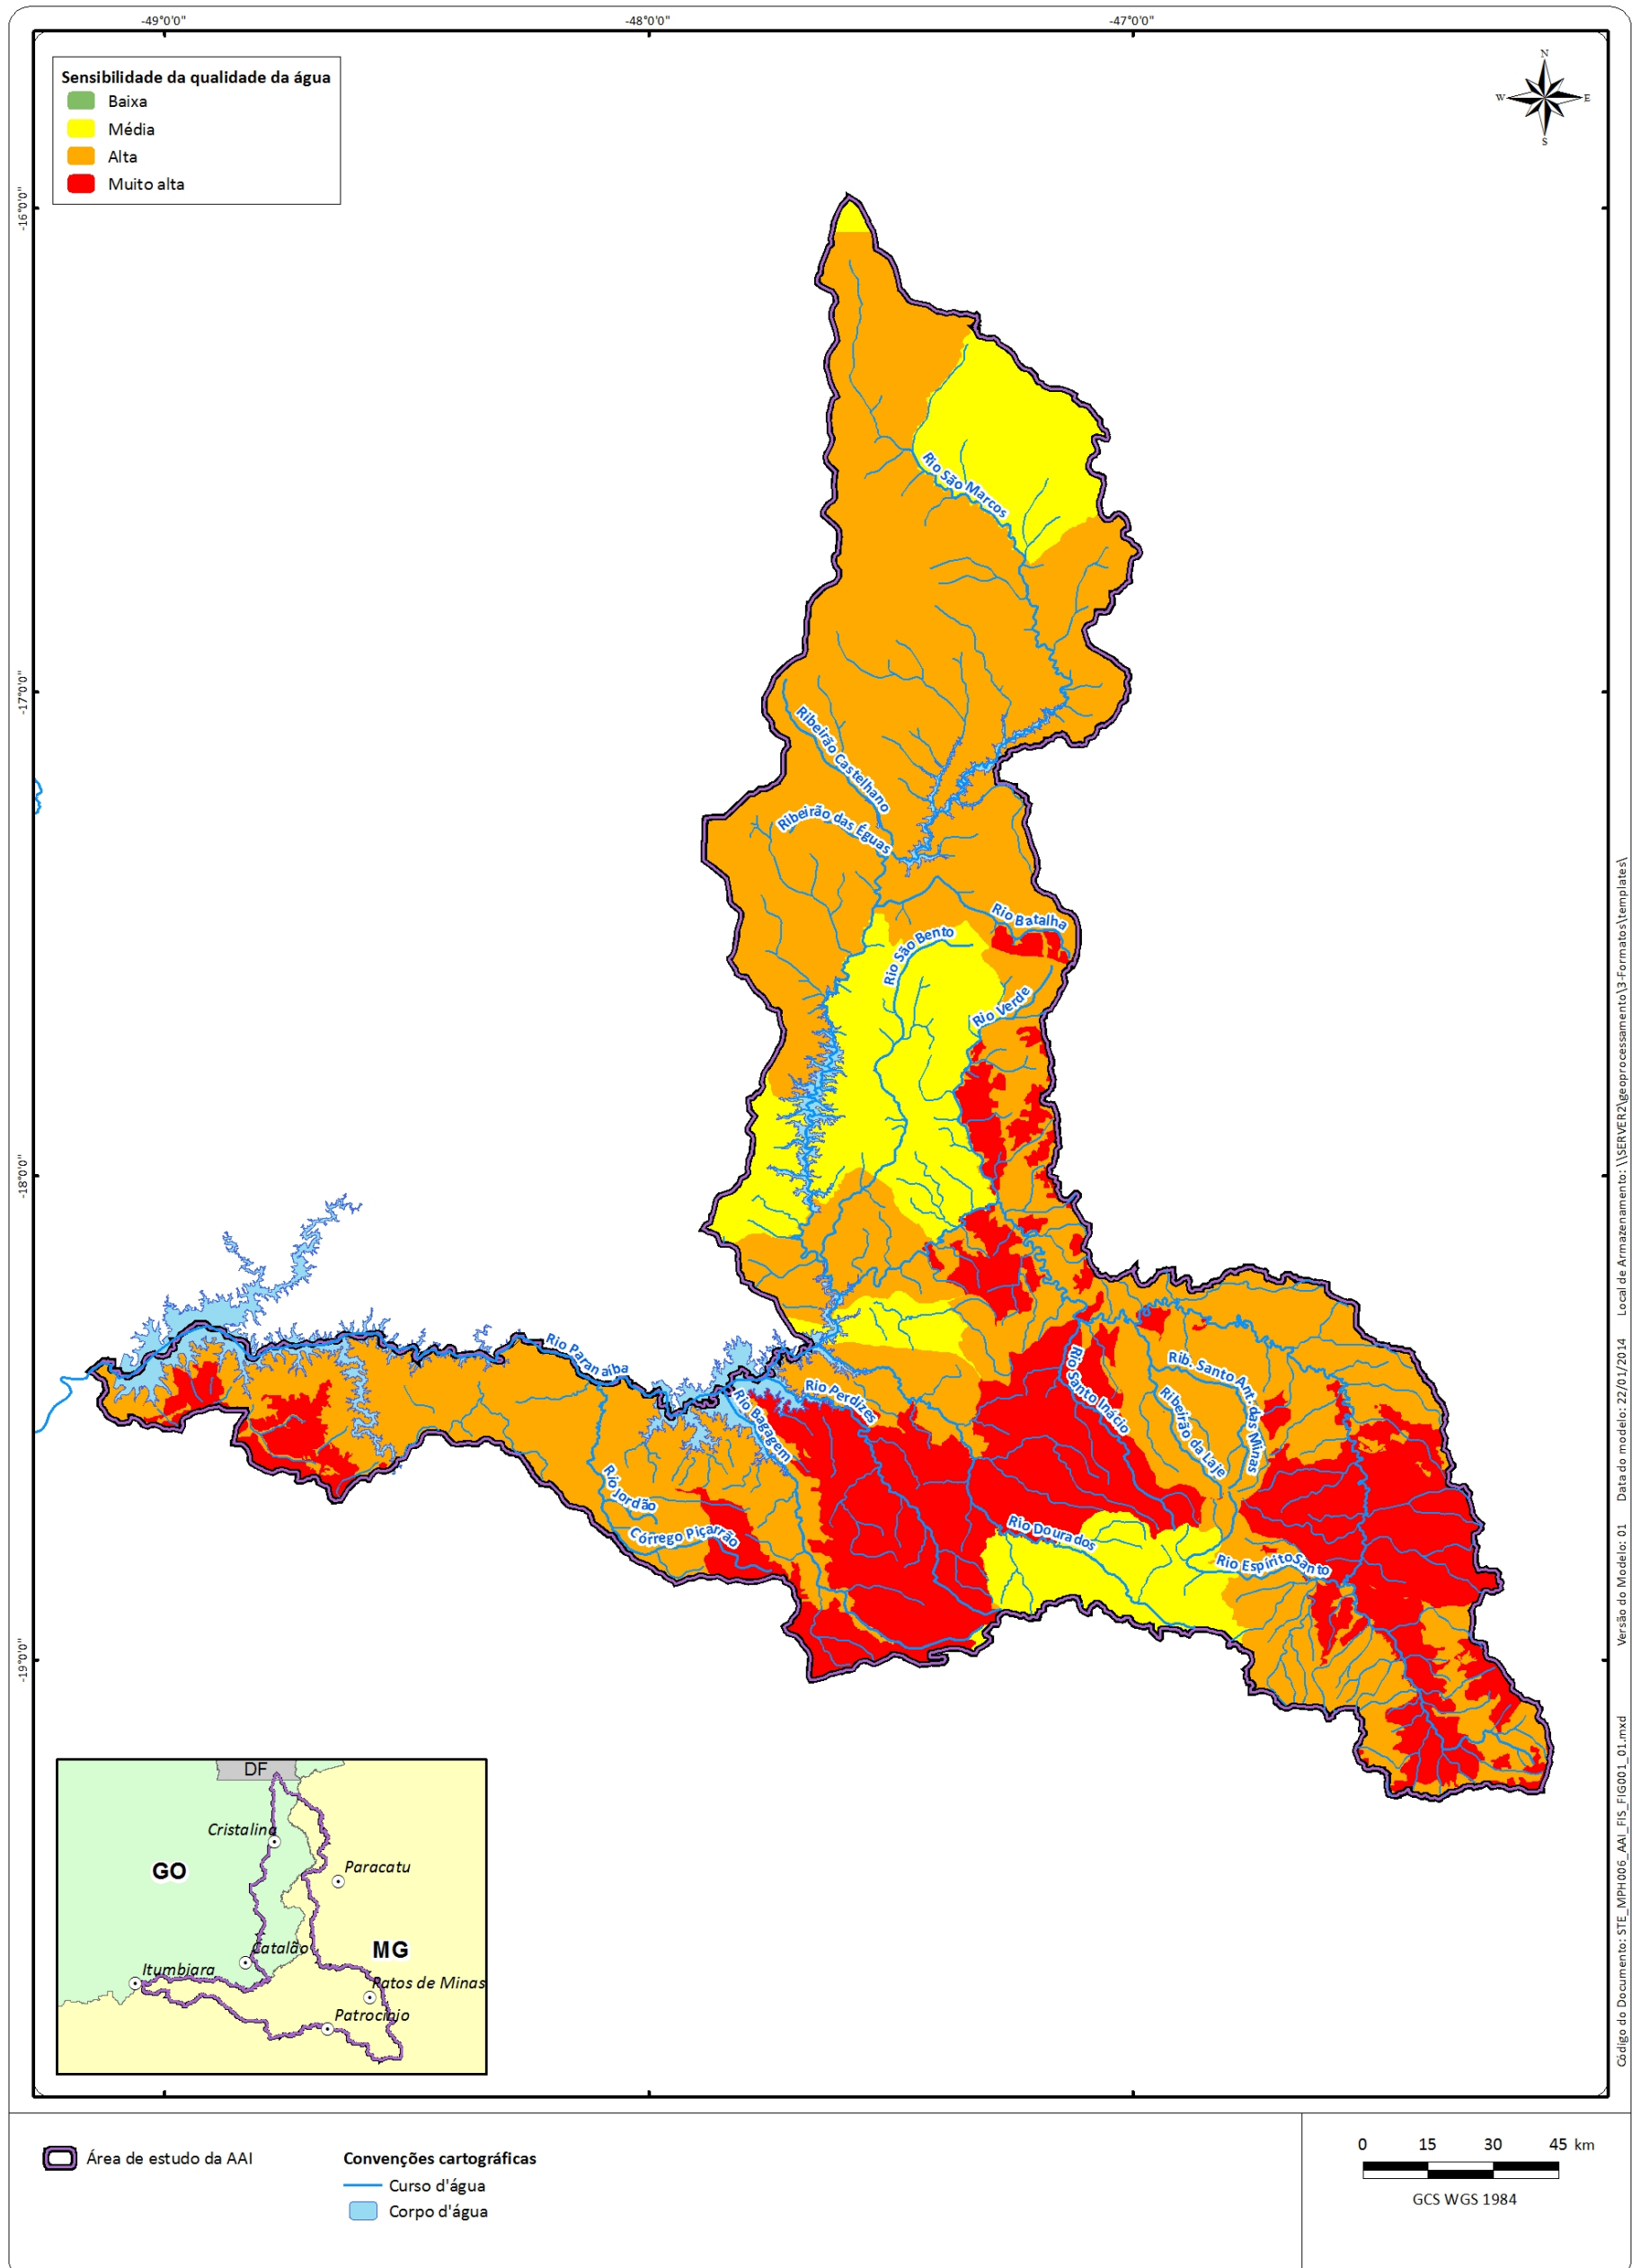 -49°0'0"
-48°0'0"
-47°0'0"
Sensibilidade da qualidade da água
Baixa
Média
Alta
Muito alta
N
W
E
S
-16°0'0"
-17°0'0"
-18°0'0"
-19°0'0"
Rio São Marcos
Ribeirão Castelhano
Ribeirão das Éguas
Rio Batalha
Rio São Bento
Rio Verde
Rio Paranaíba
Rio Perdizes
Rio Bagagem
Rio Santo Inácio
Rib. Santo Ant. das Minas
Ribeirão da Laje
Rio Jordão
Córrego Piçarrão
Rio Dourados
Rio Espírito Santo
DF
Cristalina
GO
Paracatu
Catalão
MG
Itumbiara
Patos de Minas
Patrocínio
Código do Documento: STE_MPH006_AAI_FIS_FIG001_01.mxd
Versão do Modelo: 01
Data do modelo: 22/01/2014
Local de Armazenamento: \\SERVER2\geoprocessamento\3-Formatos\templates\
Área de estudo da AAI
Convenções cartográficas
Curso d'água
Corpo d'água
0 15 30 45 km
GCS WGS 1984